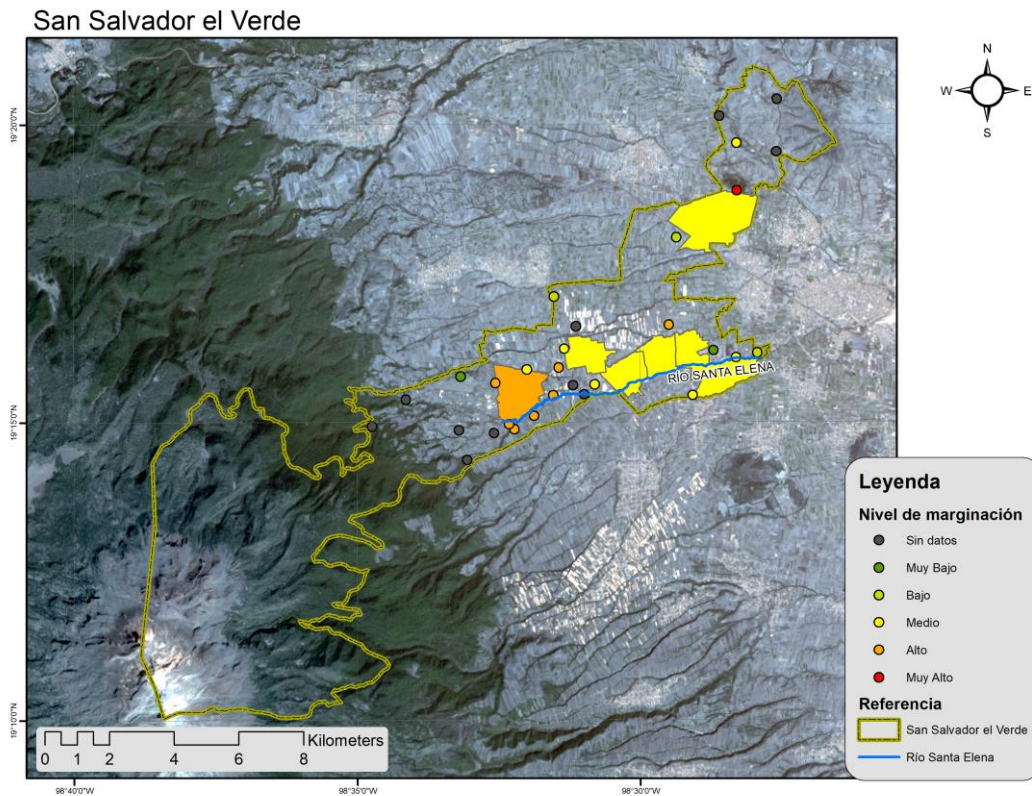 San Salvador el Verde
N
W E
S
19°20'0"N
19°15'0"N
19°10'0"N
RÍO SANTA ELENA
Leyenda
Nivel de marginación
Sin datos
Muy Bajo
Bajo
Medio
Alto
Muy Alto
Referencia
San Salvador el Verde
Río Santa Elena
Kilometers
0 1 2 4 6 8
98°40'0"W 98°35'0"W 98°30'0"W